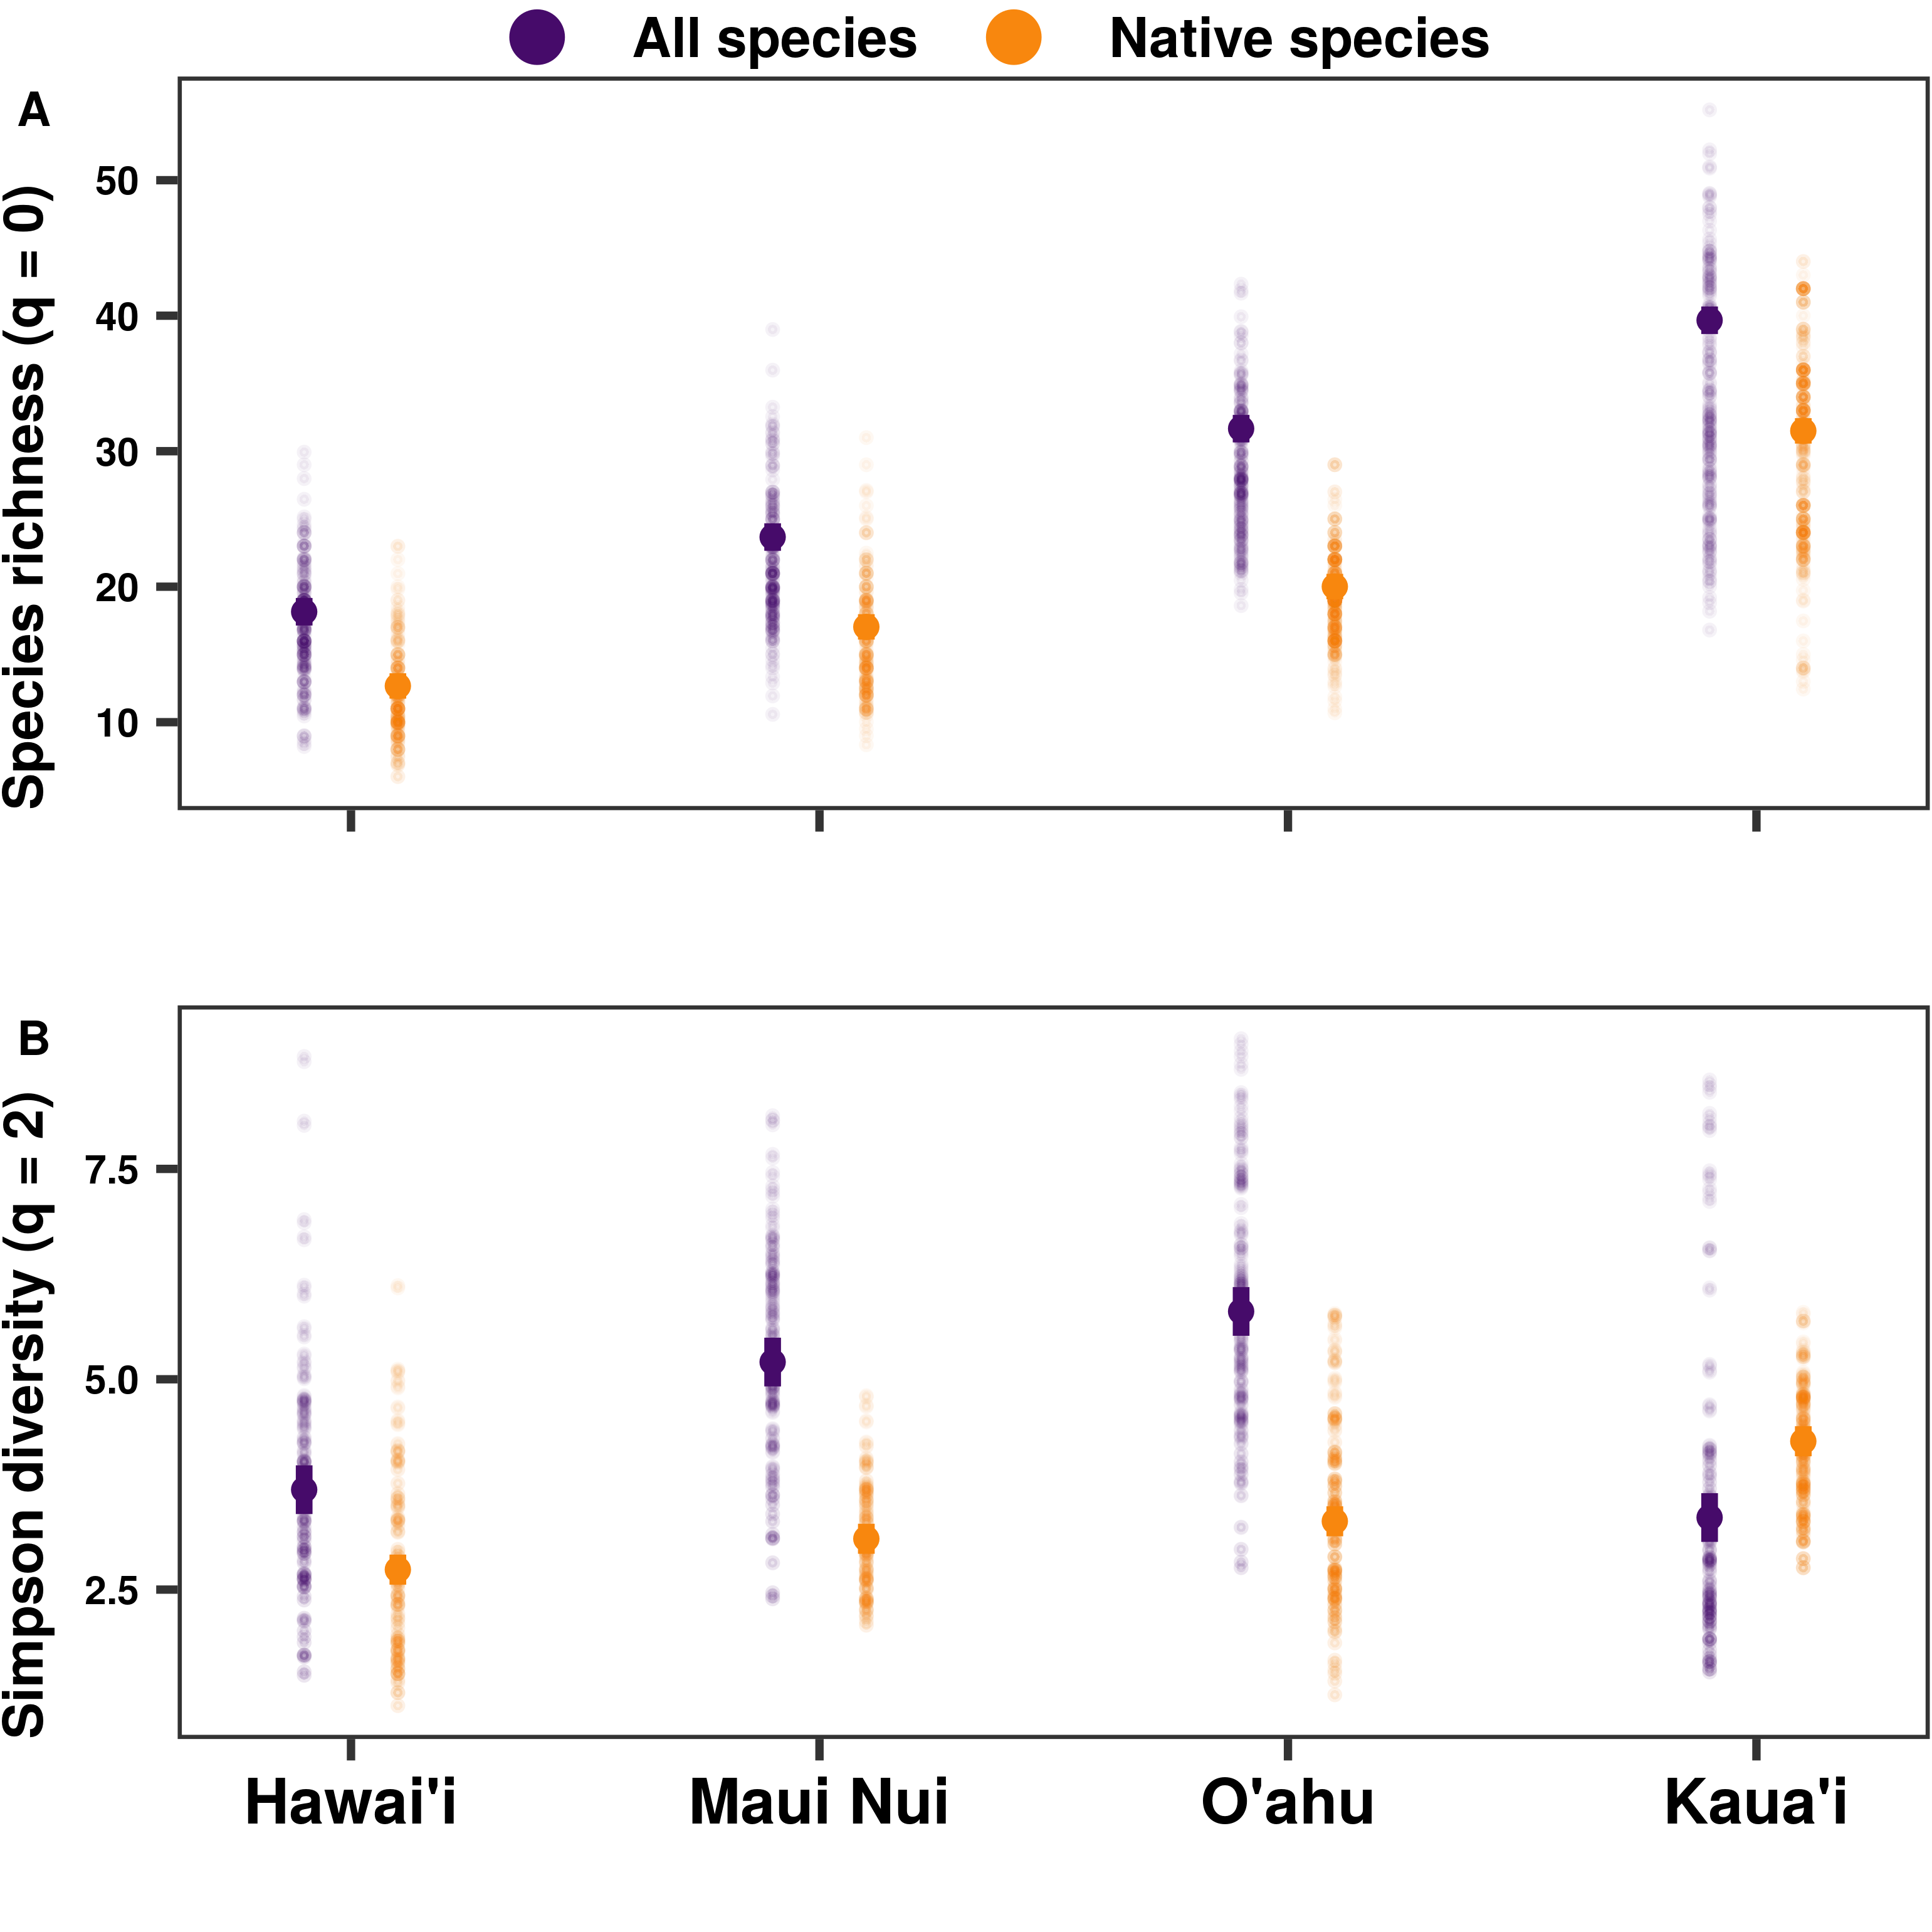 All species Native species
A
Species richness (q = 0)
50
40
30
20
10
B
Simpson diversity (q = 2)
7.5
5.0
2.5
Hawai'i Maui Nui O'ahu Kaua'i